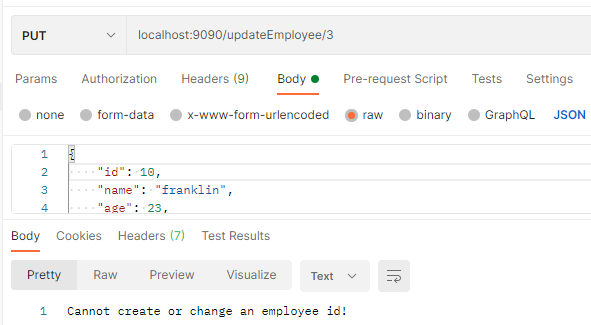 PUT localhost:9090/updateEmployee/3
Params Authorization Headers (9) Body Pre-request Script Tests Settings
none form-data x-www-form-urlencoded raw binary GraphQL JSON
1 {
2 "id": 10,
3 "name": "franklin",
4 "age": 23,
Body Cookies Headers (7) Test Results
Pretty Raw Preview Visualize Text
1 Cannot create or change an employee id!